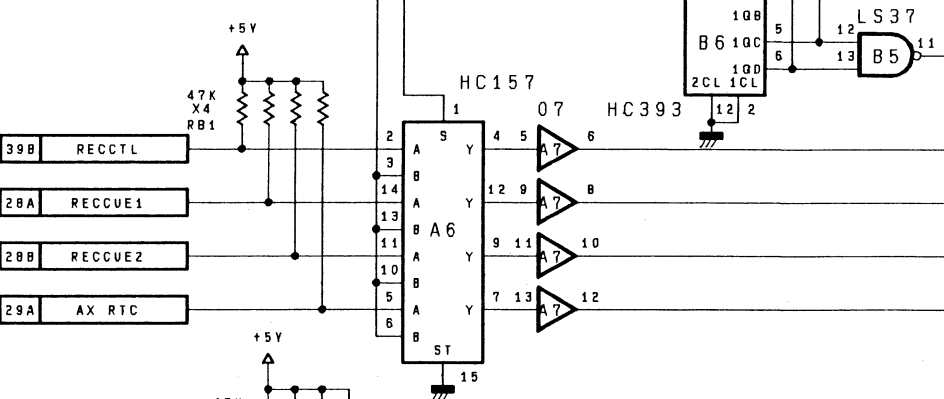 +5V
47K
X4
RB1
39B RECCTL
28A RECCUE1
28B RECCUE2
29A AX RTC
+5V
HC157
1
S
2 A Y 4
3 B
14 A Y 12
13 B
A6
11 A Y 9
10 B
5 A Y 7
6 B
ST
15
07
5 A7 6
9 A7 8
11 A7 10
13 A7 12
HC393
1QB
B6 1QC 5
1QD 6
2CL 1CL
12 2
LS37
12
13
B5
11